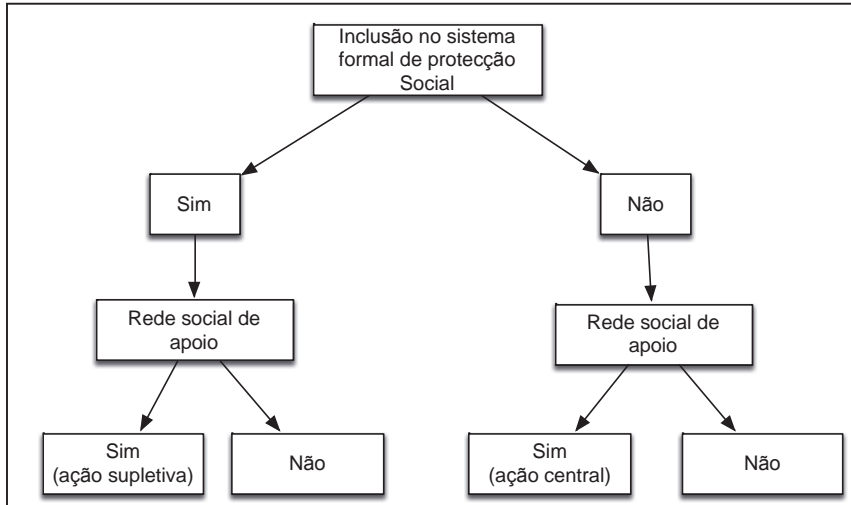 Inclusão no sistema
formal de protecção
Social
Sim
Não
Rede social de
apoio
Rede social de
apoio
Sim
(ação supletiva)
Não
Sim
(ação central)
Não